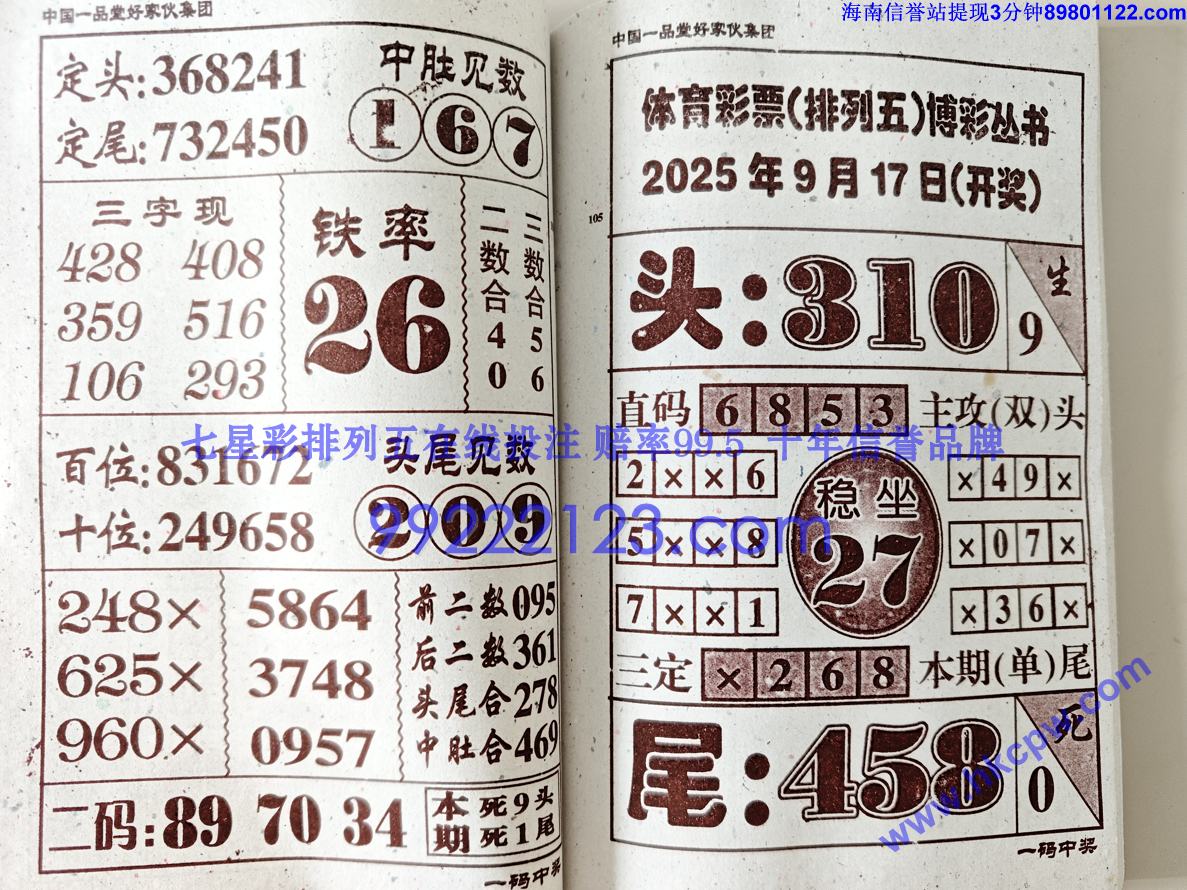 海南信誉站提现3分钟89801122.com
中国一品堂好家伙集团
定头:368241
定尾:732450
中肚见数
1 6 7
三字现
428 408
359 516
106 293
铁率
26
二数合40
三数合56
百位:831672
十位:249658
头尾见数
2 0 9
248×
625×
960×
5864
3748
0957
前二数095
后二数361
头尾合278
中肚合469
二码:89 70 34
本期
死9头
死1尾
一码中奖
中国一品堂好家伙集团
体育彩票(排列五)博彩丛书
2025年9月17日(开奖)
105
头:310
生
9
直码 6 8 5 3 主攻(双)头
七星彩排列五在线投注 赔率99.5 十年信誉品牌
99222123.com
2 × × 6
5 × × 8
7 × × 1
稳坐
27
× 4 9 ×
× 0 7 ×
× 3 6 ×
三定 × 2 6 8 本期(单)尾
尾:458
死
0
www.hkcpw.com
一码中奖